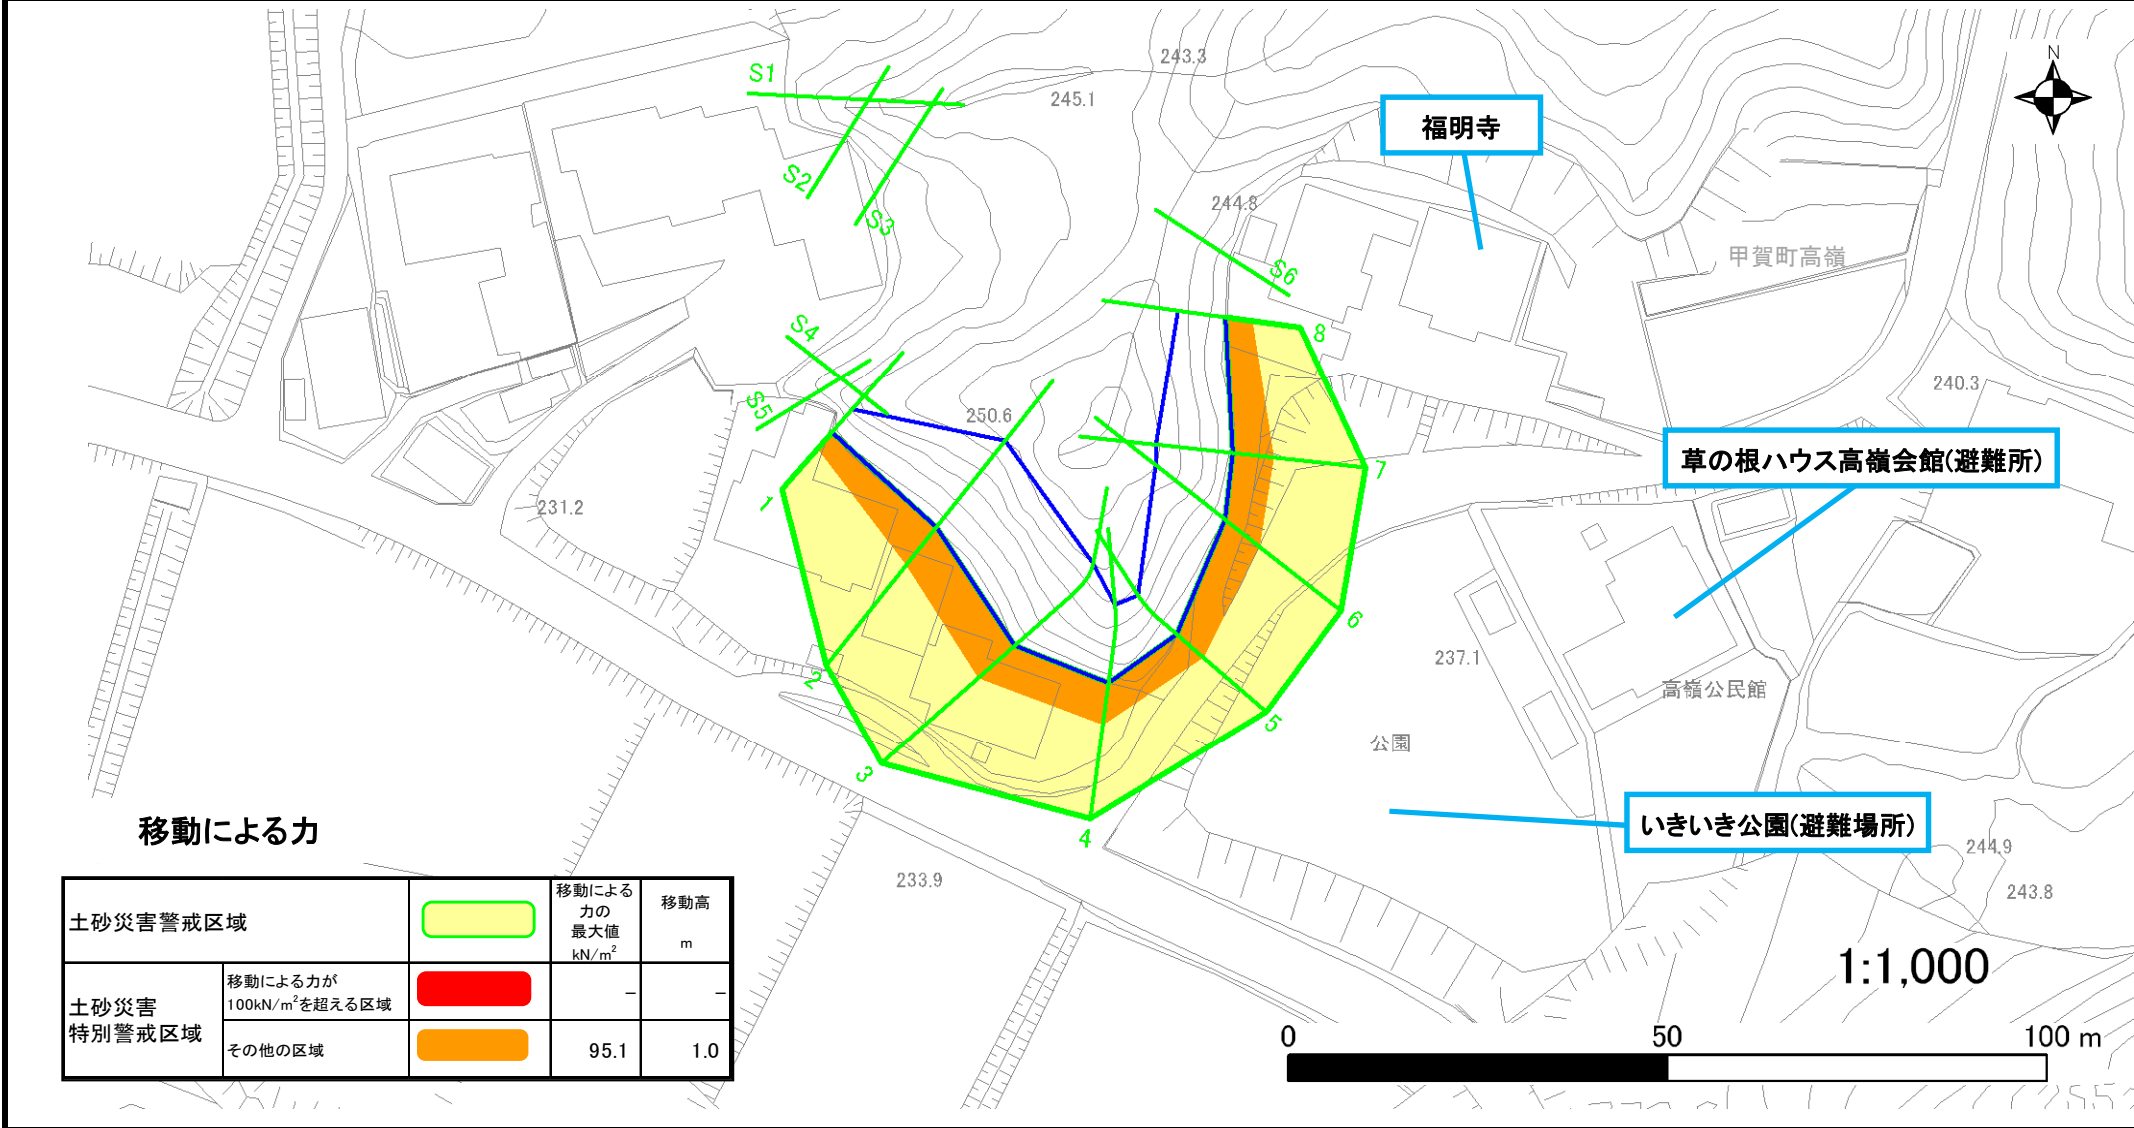 S1
243.3
N
245.1
福明寺
S2
244.8
S3
甲賀町高嶺
S6
S4
8
240.3
S5
250.6
草の根ハウス高嶺会館(避難所)
7
1
231.2
6
237.1
2
高嶺公民館
5
公園
3
移動による力
4
いきいき公園(避難場所)
244.9
233.9
243.8
土砂災害警戒区域
移動による
力の
最大値
kN/m²
移動高
m
1:1,000
土砂災害
特別警戒区域
移動による力が
100kN/m²を超える区域
－
－
その他の区域
95.1
1.0
0
50
100 m